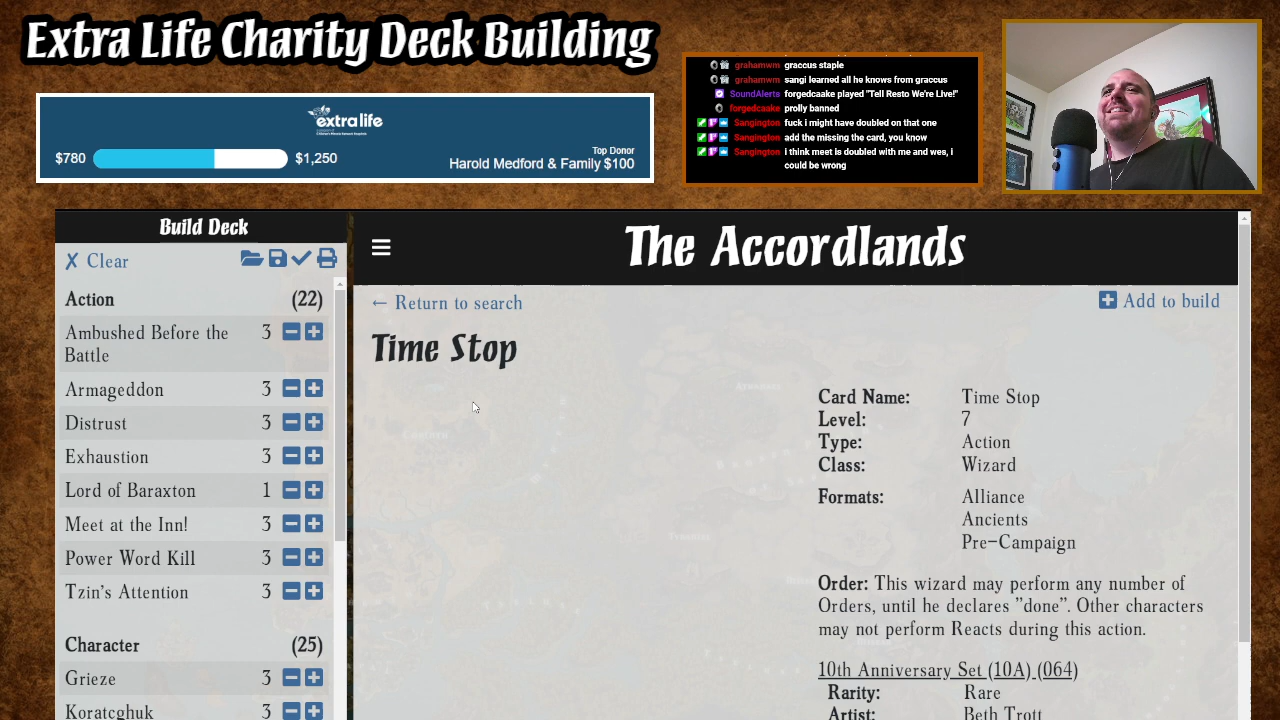 Extra Life Charity Deck Building
extralife
$780
$1,250
Top Donor
Harold Medford & Family $100
grahamwm graccus staple
grahamwm sangi learned all he knows from graccus
SoundAlerts forgedcaake played "Tell Resto We're Live!"
forgedcaake prolly banned
Sangington fuck i might have doubled on that one
Sangington add the missing the card, you know
Sangington i think meet is doubled with me and wes, i
could be wrong
Build Deck
✗ Clear
Action (22)
Ambushed Before the 3
Battle
Armageddon 3
Distrust 3
Exhaustion 3
Lord of Baraxton 1
Meet at the Inn! 3
Power Word Kill 3
Tzin's Attention 3
Character (25)
Grieze 3
Koratcghuk 3
The Accordlands
← Return to search
Add to build
Time Stop
Card Name: Time Stop
Level: 7
Type: Action
Class: Wizard
Formats: Alliance
Ancients
Pre-Campaign
Order: This wizard may perform any number of
Orders, until he declares "done". Other characters
may not perform Reacts during this action.
10th Anniversary Set (10A) (064)
Rarity: Rare
Artist: Beth Trott